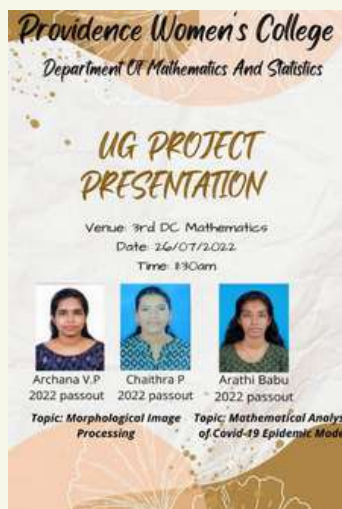 Providence Women's College
Department Of Mathematics And Statistics
UG PROJECT
PRESENTATION
Venue: 3rd DC Mathematics
Date: 26/07/2022
Time: 8:30am
Archana V.P
2022 passout
Chaithra P
2022 passout
Arathi Babu
2022 passout
Topic: Morphological Image
Processing
Topic: Mathematical Analys
of Covid-19 Epidemic Mode